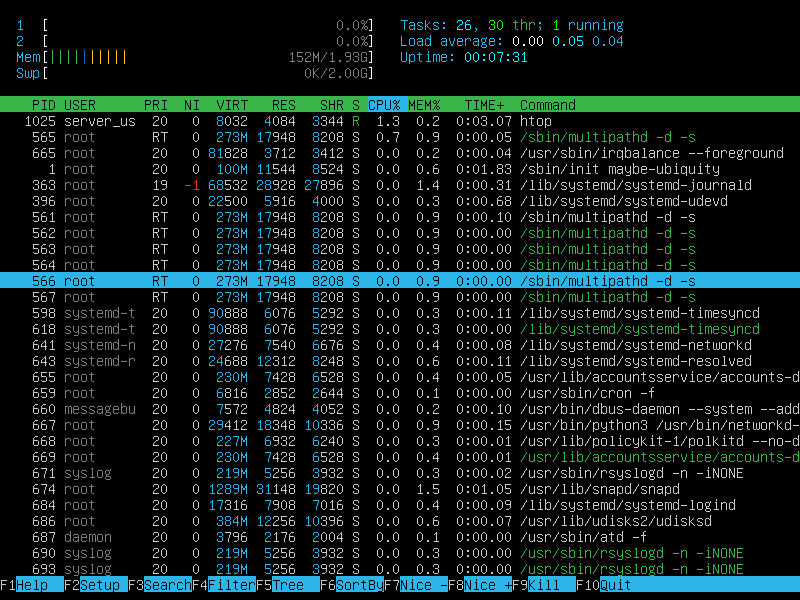 1 [ 0.0%] Tasks: 26, 30 thr; 1 running
2 [ 0.0%] Load average: 0.00 0.05 0.04
Mem[||||||||||| 152M/1.93G] Uptime: 00:07:31
Swp[ 0K/2.00G]
PID USER PRI NI VIRT RES SHR S CPU% MEM% TIME+ Command
1025 server_us 20 0 8032 4084 3344 R 1.3 0.2 0:03.07 htop
565 root RT 0 273M 17948 8208 S 0.7 0.9 0:00.05 /sbin/multipathd -d -s
665 root 20 0 81828 3712 3412 S 0.0 0.2 0:00.04 /usr/sbin/irqbalance --foreground
1 root 20 0 100M 11544 8524 S 0.0 0.6 0:01.83 /sbin/init maybe-ubiquity
363 root 19 -1 68532 28928 27896 S 0.0 1.4 0:00.31 /lib/systemd/systemd-journald
396 root 20 0 22500 5916 4000 S 0.0 0.3 0:00.68 /lib/systemd/systemd-udevd
561 root RT 0 273M 17948 8208 S 0.0 0.9 0:00.10 /sbin/multipathd -d -s
562 root RT 0 273M 17948 8208 S 0.0 0.9 0:00.00 /sbin/multipathd -d -s
563 root RT 0 273M 17948 8208 S 0.0 0.9 0:00.00 /sbin/multipathd -d -s
564 root RT 0 273M 17948 8208 S 0.0 0.9 0:00.00 /sbin/multipathd -d -s
566 root RT 0 273M 17948 8208 S 0.0 0.9 0:00.00 /sbin/multipathd -d -s
567 root RT 0 273M 17948 8208 S 0.0 0.9 0:00.00 /sbin/multipathd -d -s
598 systemd-t 20 0 90888 6076 5292 S 0.0 0.3 0:00.11 /lib/systemd/systemd-timesyncd
618 systemd-t 20 0 90888 6076 5292 S 0.0 0.3 0:00.00 /lib/systemd/systemd-timesyncd
641 systemd-n 20 0 27276 7540 6676 S 0.0 0.4 0:00.08 /lib/systemd/systemd-networkd
643 systemd-r 20 0 24688 12312 8248 S 0.0 0.6 0:00.11 /lib/systemd/systemd-resolved
655 root 20 0 230M 7428 6528 S 0.0 0.4 0:00.05 /usr/lib/accountsservice/accounts-d
659 root 20 0 6816 2852 2644 S 0.0 0.1 0:00.00 /usr/sbin/cron -f
660 messagebu 20 0 7572 4824 4052 S 0.0 0.2 0:00.10 /usr/bin/dbus-daemon --system --add
667 root 20 0 29412 18348 10336 S 0.0 0.9 0:00.15 /usr/bin/python3 /usr/bin/networkd-
668 root 20 0 227M 6932 6240 S 0.0 0.3 0:00.01 /usr/lib/policykit-1/polkitd --no-d
669 root 20 0 230M 7428 6528 S 0.0 0.4 0:00.01 /usr/lib/accountsservice/accounts-d
671 syslog 20 0 219M 5256 3932 S 0.0 0.3 0:00.02 /usr/sbin/rsyslogd -n -iNONE
674 root 20 0 1289M 31148 19820 S 0.0 1.5 0:01.05 /usr/lib/snapd/snapd
684 root 20 0 17316 7908 7016 S 0.0 0.4 0:00.09 /lib/systemd/systemd-logind
686 root 20 0 384M 12256 10396 S 0.0 0.6 0:00.07 /usr/lib/udisks2/udisksd
687 daemon 20 0 3796 2176 2004 S 0.0 0.1 0:00.00 /usr/sbin/atd -f
690 syslog 20 0 219M 5256 3932 S 0.0 0.3 0:00.00 /usr/sbin/rsyslogd -n -iNONE
693 syslog 20 0 219M 5256 3932 S 0.0 0.3 0:00.00 /usr/sbin/rsyslogd -n -iNONE
F1Help F2Setup F3SearchF4FilterF5Tree F6SortByF7Nice -F8Nice +F9Kill F10Quit